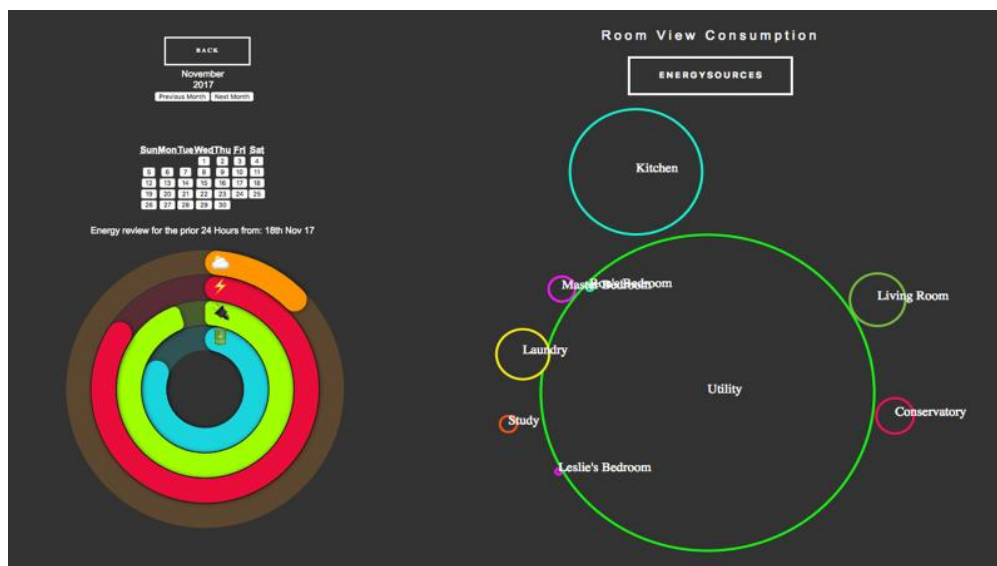 BACK
November
2017
Previous Month Next Month
Sun Mon Tue Wed Thu Fri Sat
1 2 3 4
5 6 7 8 9 10 11
12 13 14 15 16 17 18
19 20 21 22 23 24 25
26 27 28 29 30
Energy review for the prior 24 Hours from: 18th Nov 17
Room View Consumption
ENERGYSOURCES
Kitchen
Master Bedroom
Bedroom
Living Room
Laundry
Utility
Conservatory
Study
Leslie's Bedroom